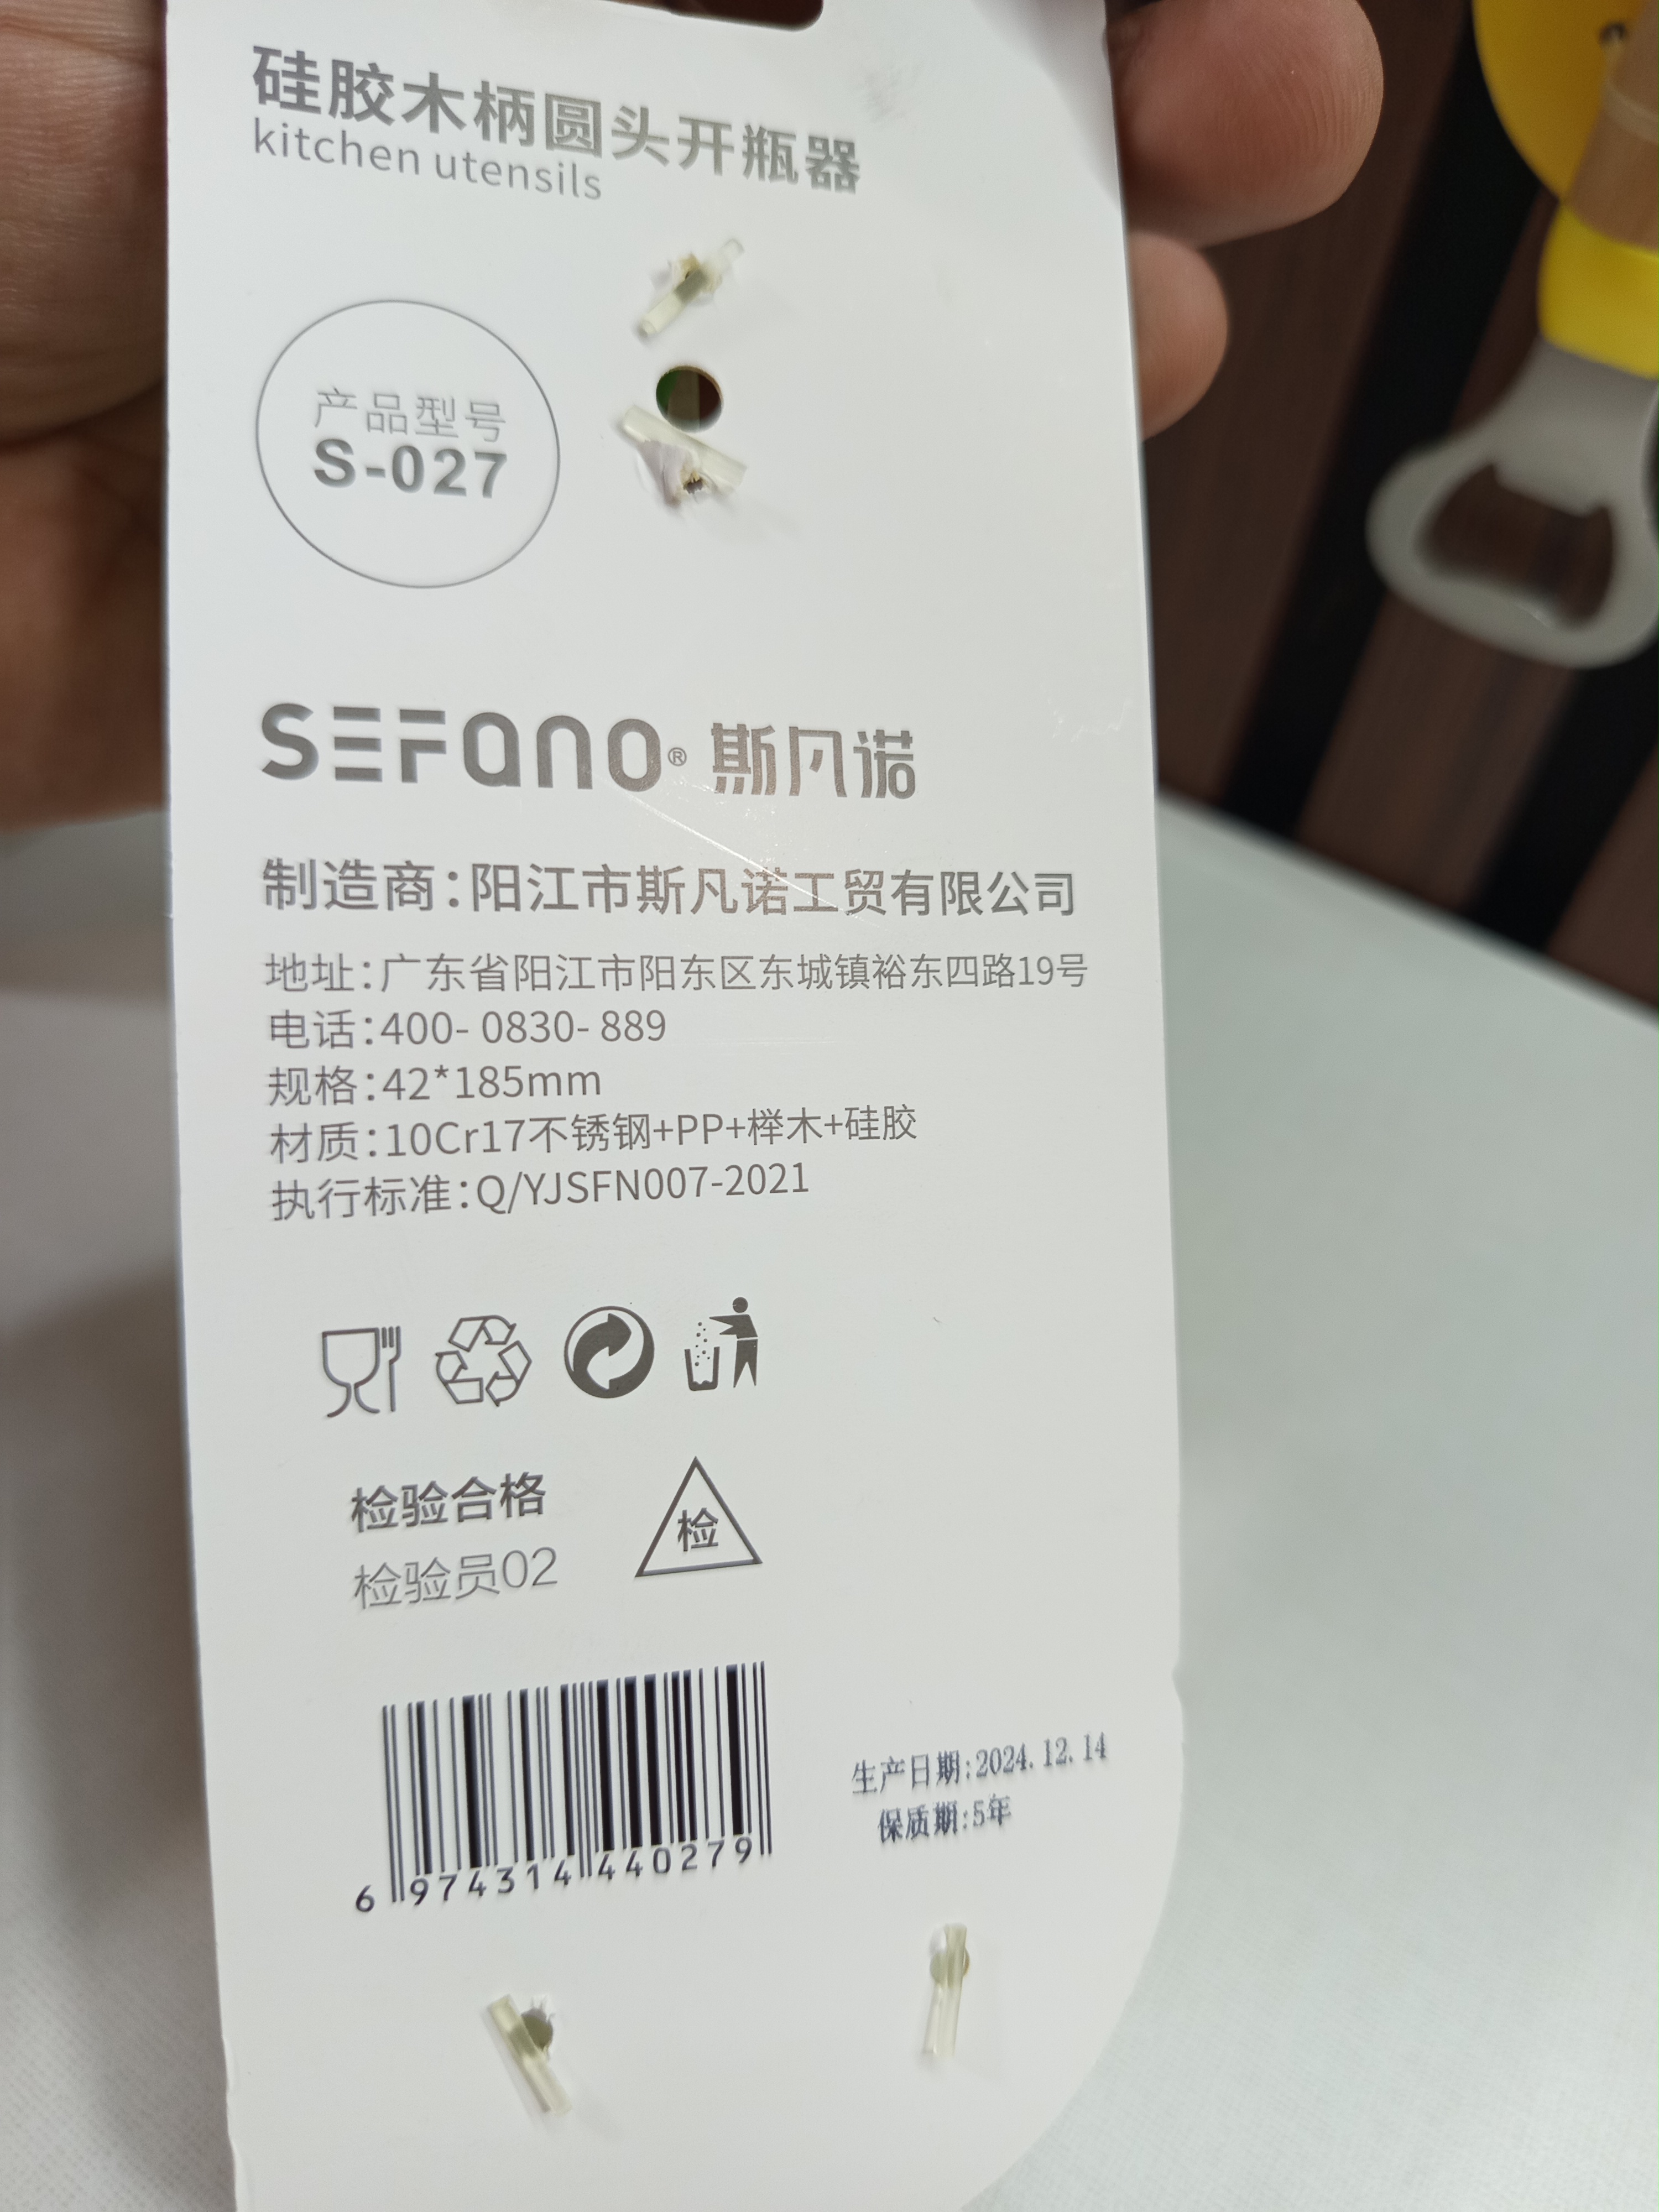 硅胶木柄圆头开瓶器
kitchen utensils
产品型号
S-027
SEFANO® 斯凡诺
制造商:阳江市斯凡诺工贸有限公司
地址:广东省阳江市阳东区东城镇裕东四路19号
电话:400- 0830- 889
规格:42*185mm
材质:10Cr17不锈钢+PP+榉木+硅胶
执行标准:Q/YJSFN007-2021
检验合格
检验员02
检
生产日期:2024.12.14
保质期:5年
6 974314 440279